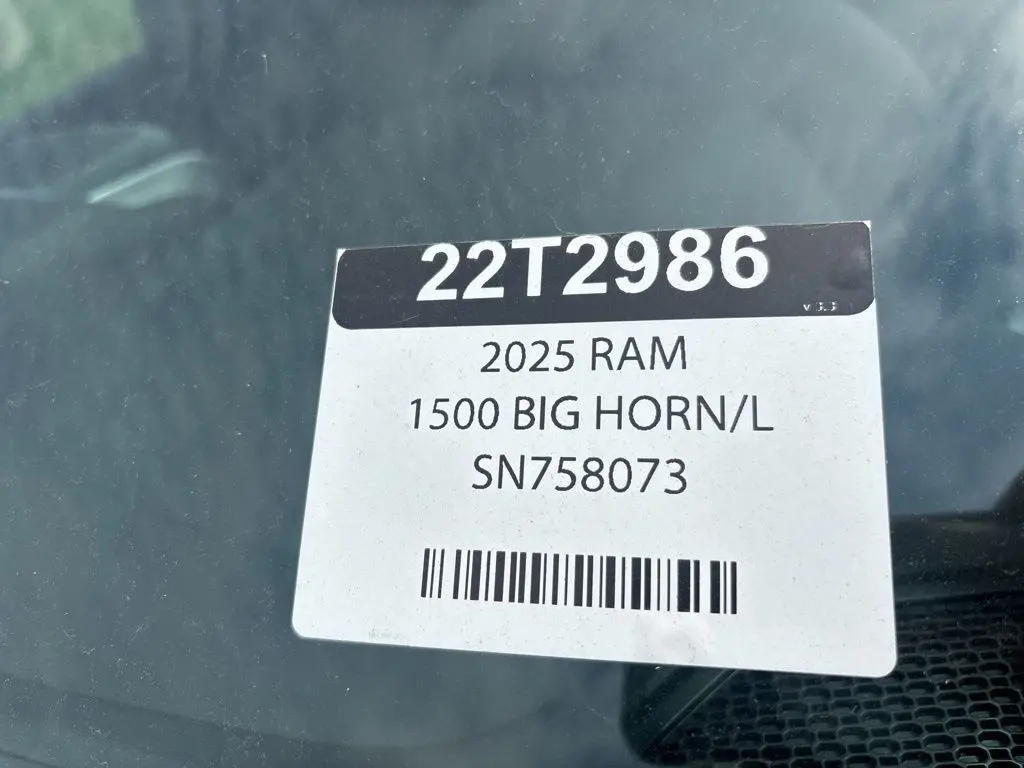 22T2986
2025 RAM
1500 BIG HORN/L
SN758073